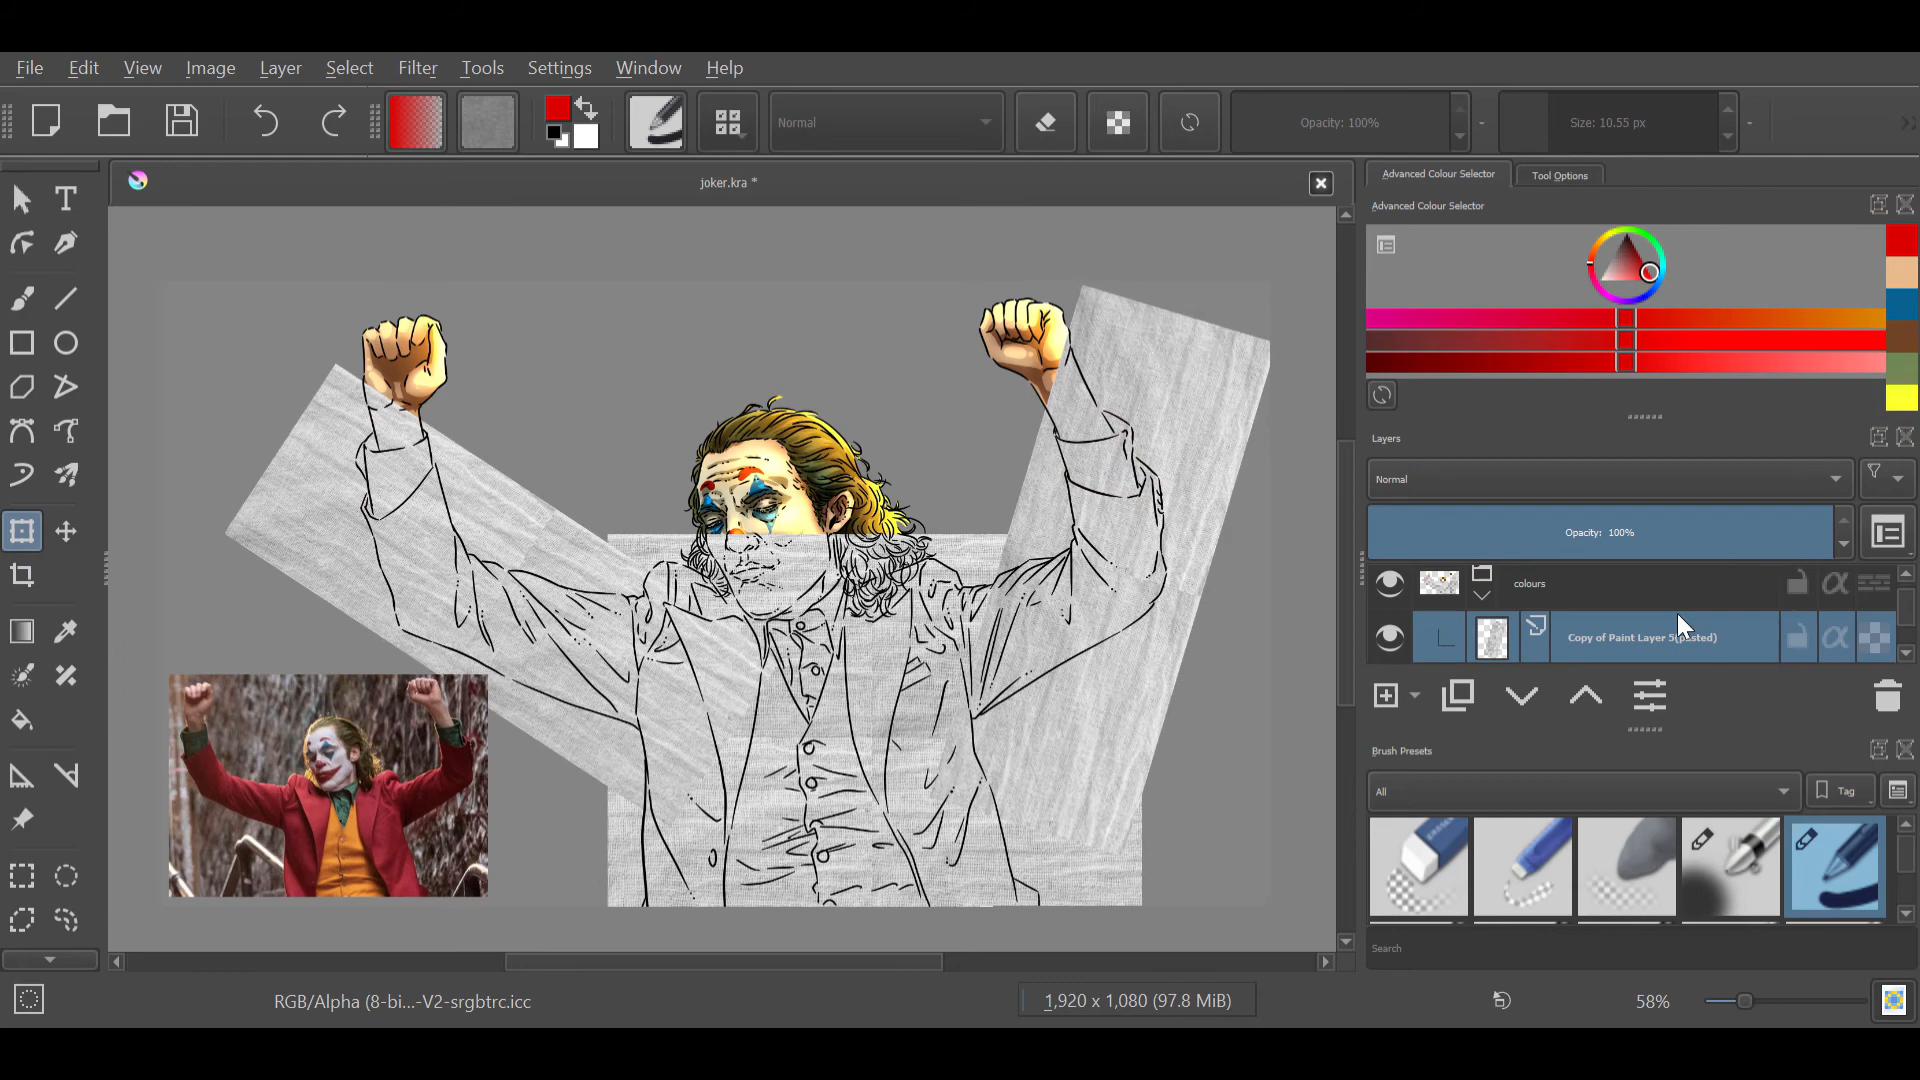 File Edit View Image Layer Select Filter Tools Settings Window Help
Normal Opacity: 100% Size: 10.55 px
joker.kra *
Advanced Colour Selector Tool Options
Advanced Colour Selector
Layers
Normal
Opacity: 100%
colours
Copy of Paint Layer 5(pasted)
Brush Presets
All Tag
Search
RGB/Alpha (8-bi...-V2-srgbtrc.icc 1,920 x 1,080 (97.8 MiB) 58%